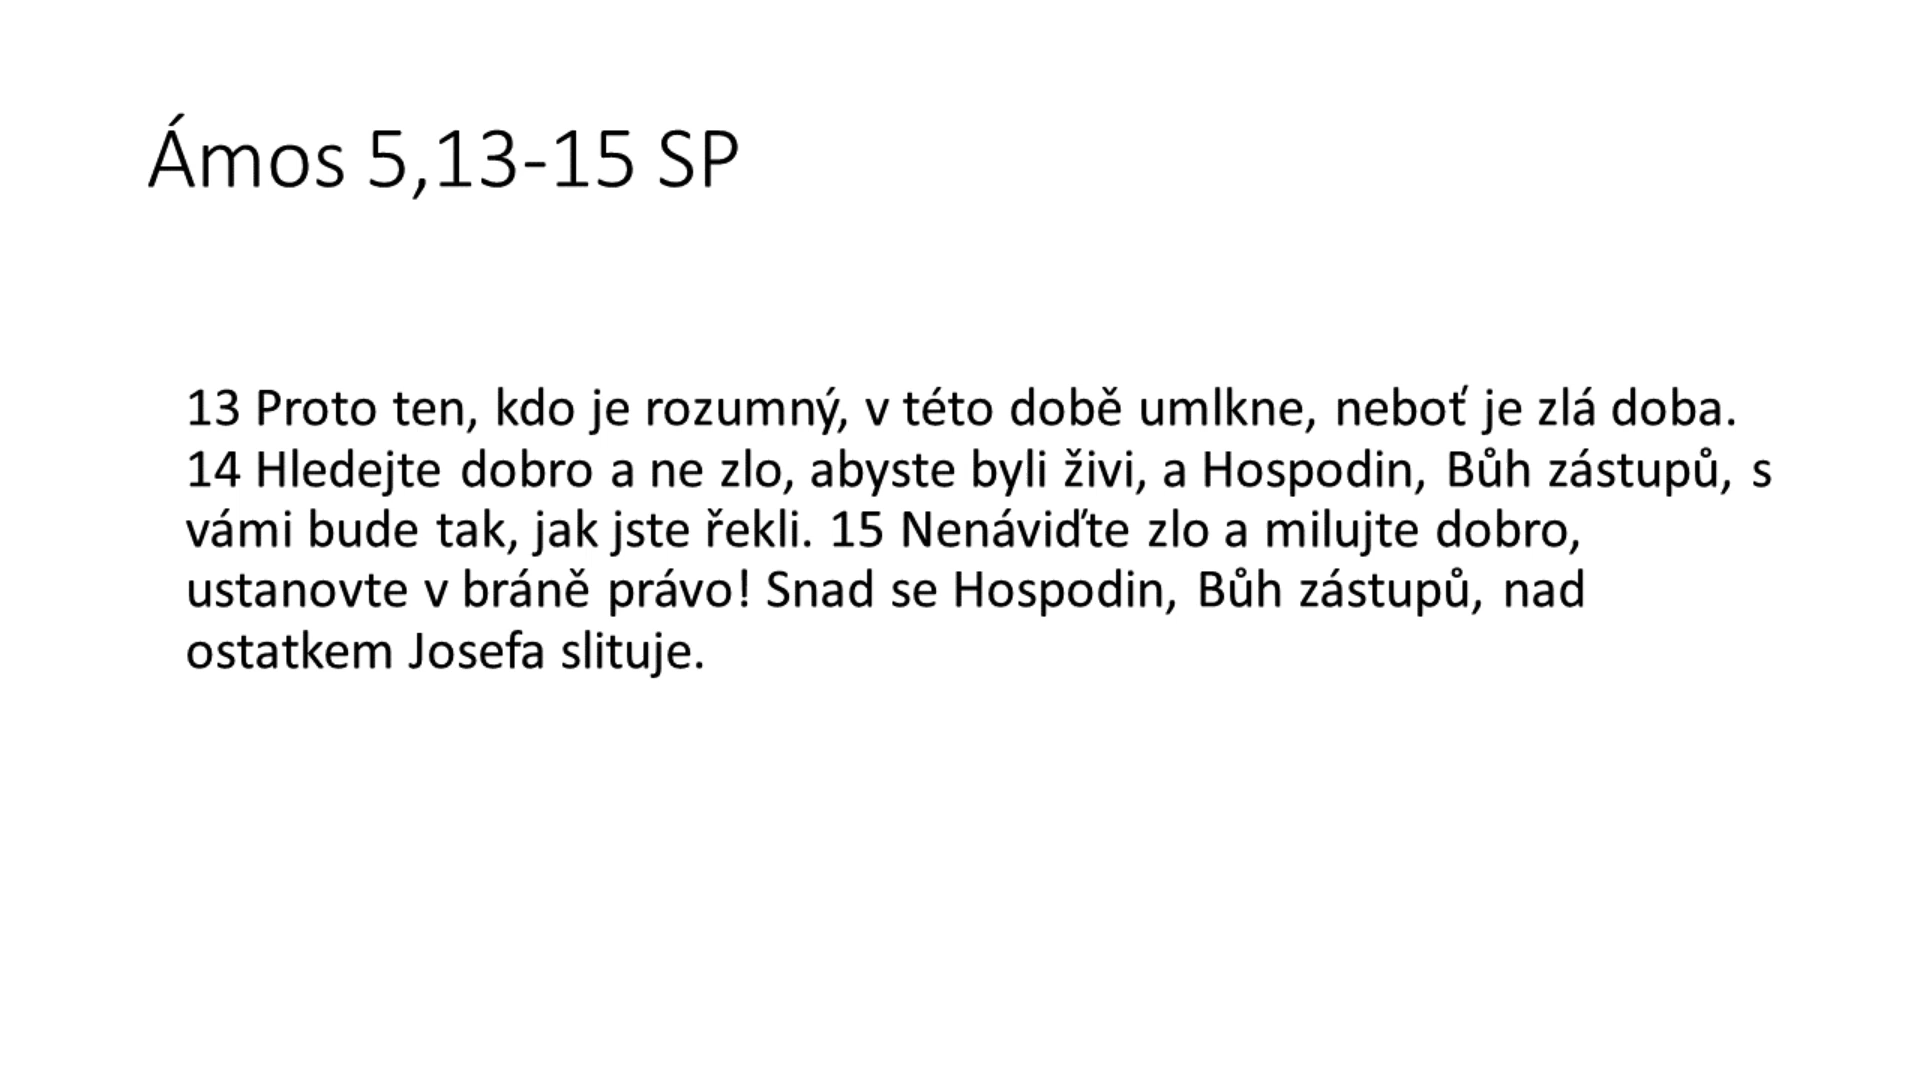 Ámos 5,13-15 SP
13 Proto ten, kdo je rozumný, v této době umlkne, neboť je zlá doba.
14 Hledejte dobro a ne zlo, abyste byli živi, a Hospodin, Bůh zástupů, s
vámi bude tak, jak jste řekli. 15 Nenáviďte zlo a milujte dobro,
ustanovte v bráně právo! Snad se Hospodin, Bůh zástupů, nad
ostatkem Josefa slituje.